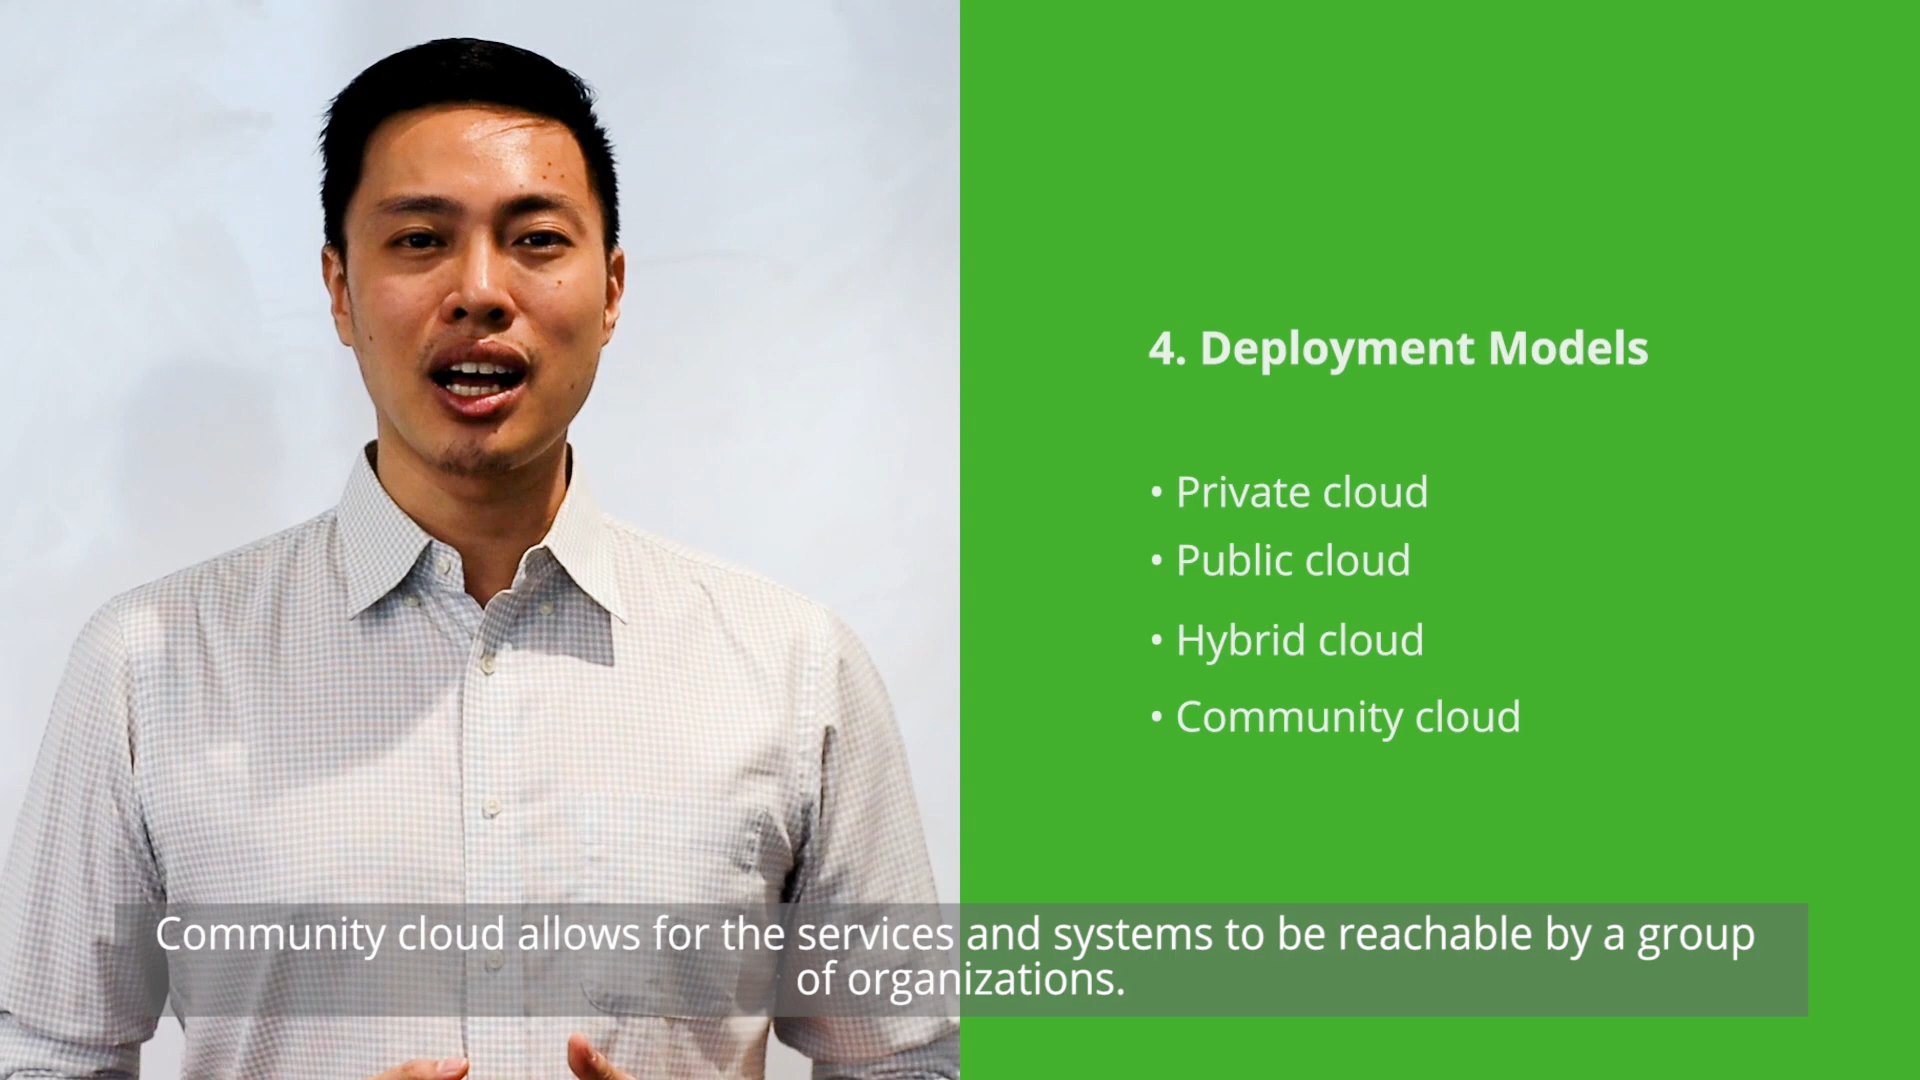 4. Deployment Models
• Private cloud
• Public cloud
• Hybrid cloud
• Community cloud
Community cloud allows for the services and systems to be reachable by a group
of organizations.